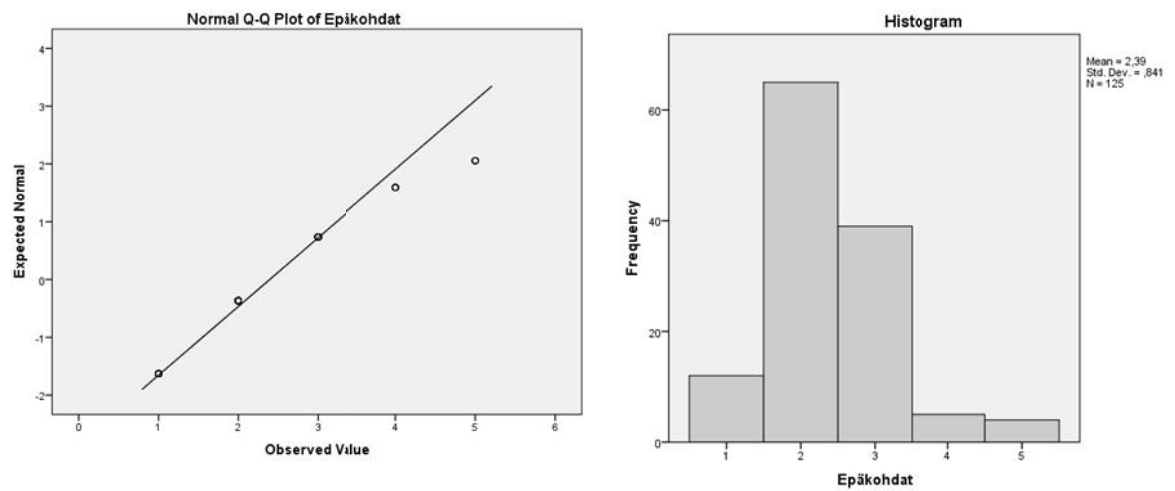 Normal Q-Q Plot of Epäkohdat
4
3
2
1
0
-1
-2
Expected Normal
0 1 2 3 4 5 6
Observed Value
Histogram
Mean = 2,39
Std. Dev. = ,841
N = 125
60
40
20
0
Frequency
1 2 3 4 5
Epäkohdat